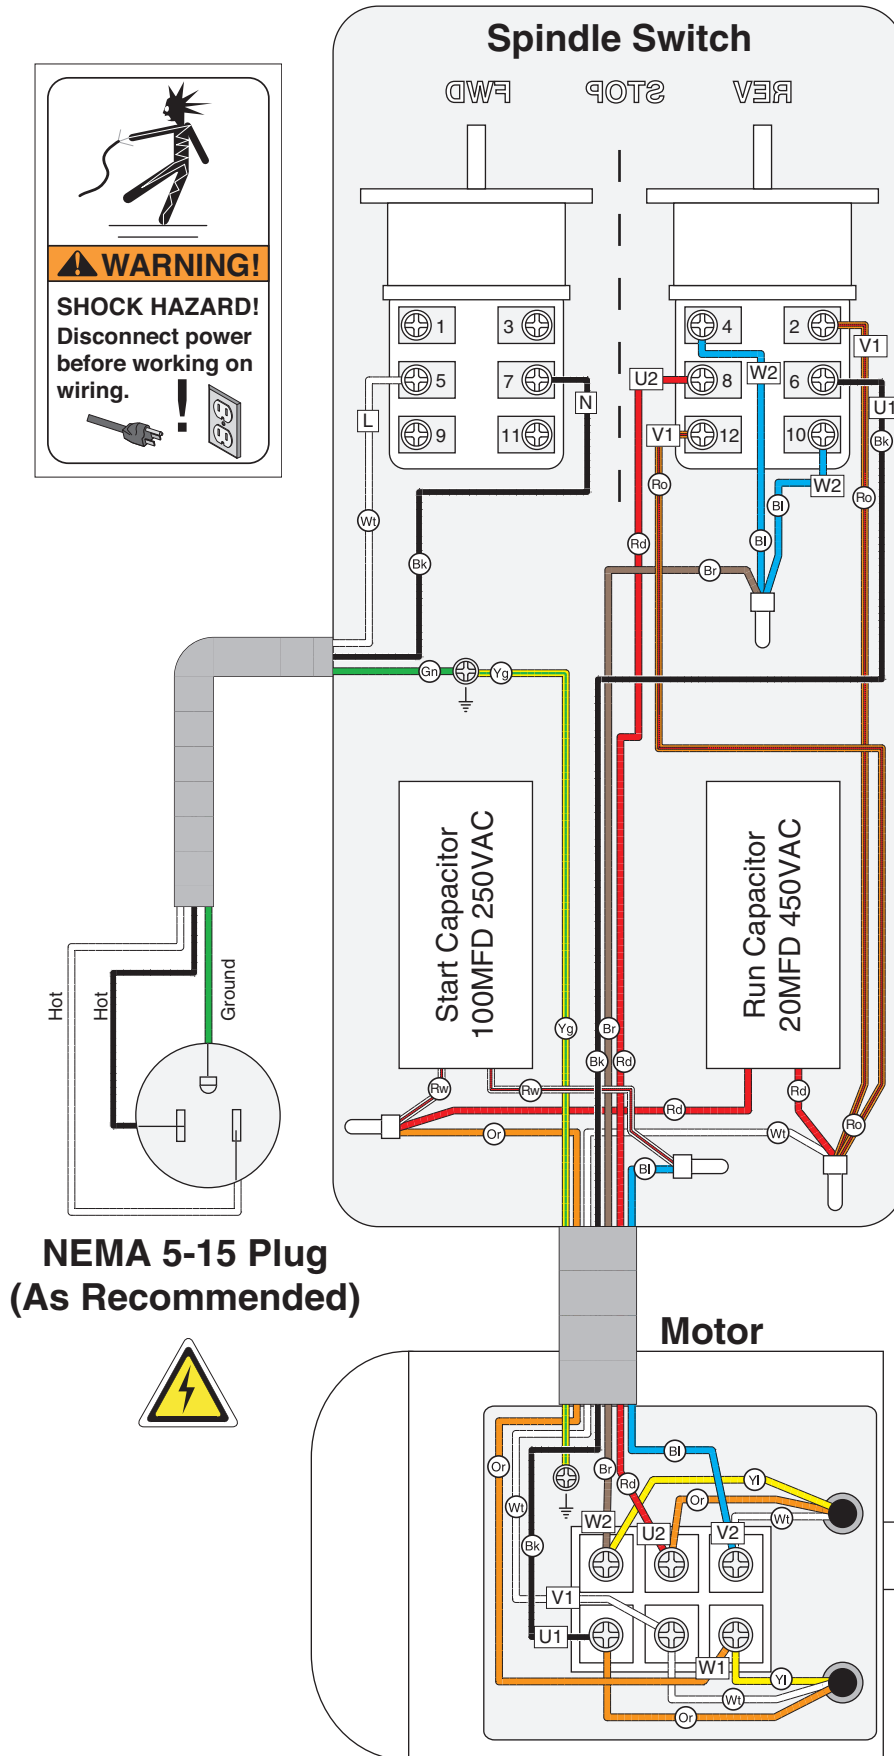 Spindle Switch
FWD
STOP
REV
WARNING!
SHOCK HAZARD!
Disconnect power
before working on
wiring.
!
1
3
5
7
9
11
4
2
8
6
12
10
L
N
U2
W2
V1
U1
V1
W2
Wt
Bk
Rd
Ro
Bl
Bl
Ro
Bk
Br
Gn
Yg
Start Capacitor
100MFD 250VAC
Run Capacitor
20MFD 450VAC
Hot
Hot
Ground
Yg
Br
Bk
Rd
Rw
Rw
Rd
Rd
Ro
Or
Wt
Bl
NEMA 5-15 Plug
(As Recommended)
Motor
Or
Wt
Bk
Br
Rd
Bl
Yl
Or
Wt
W2
U2
V2
V1
U1
W1
Yl
Wt
Or